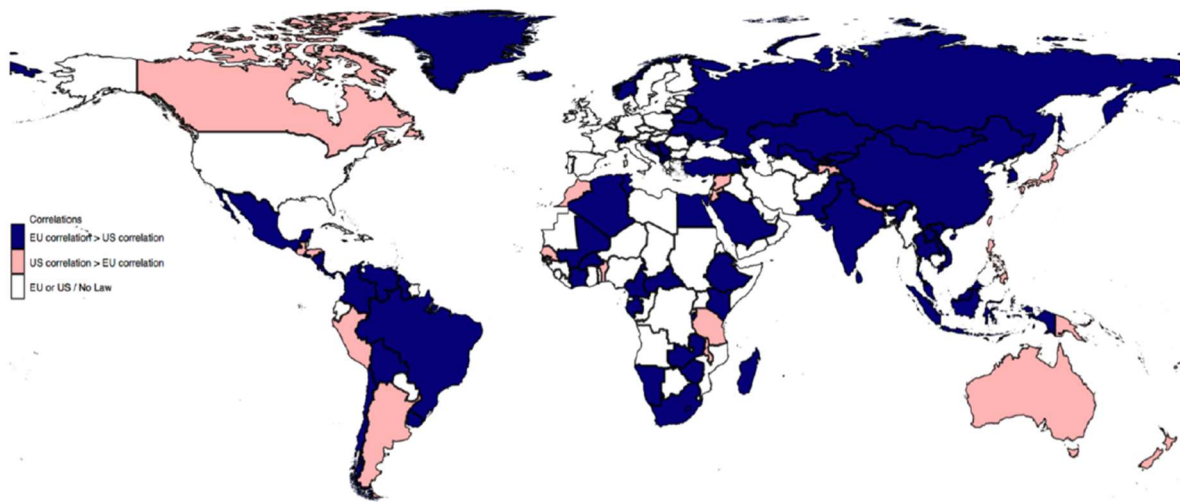 Correlations
EU correlation > US correlation
US correlation > EU correlation
EU or US / No Law